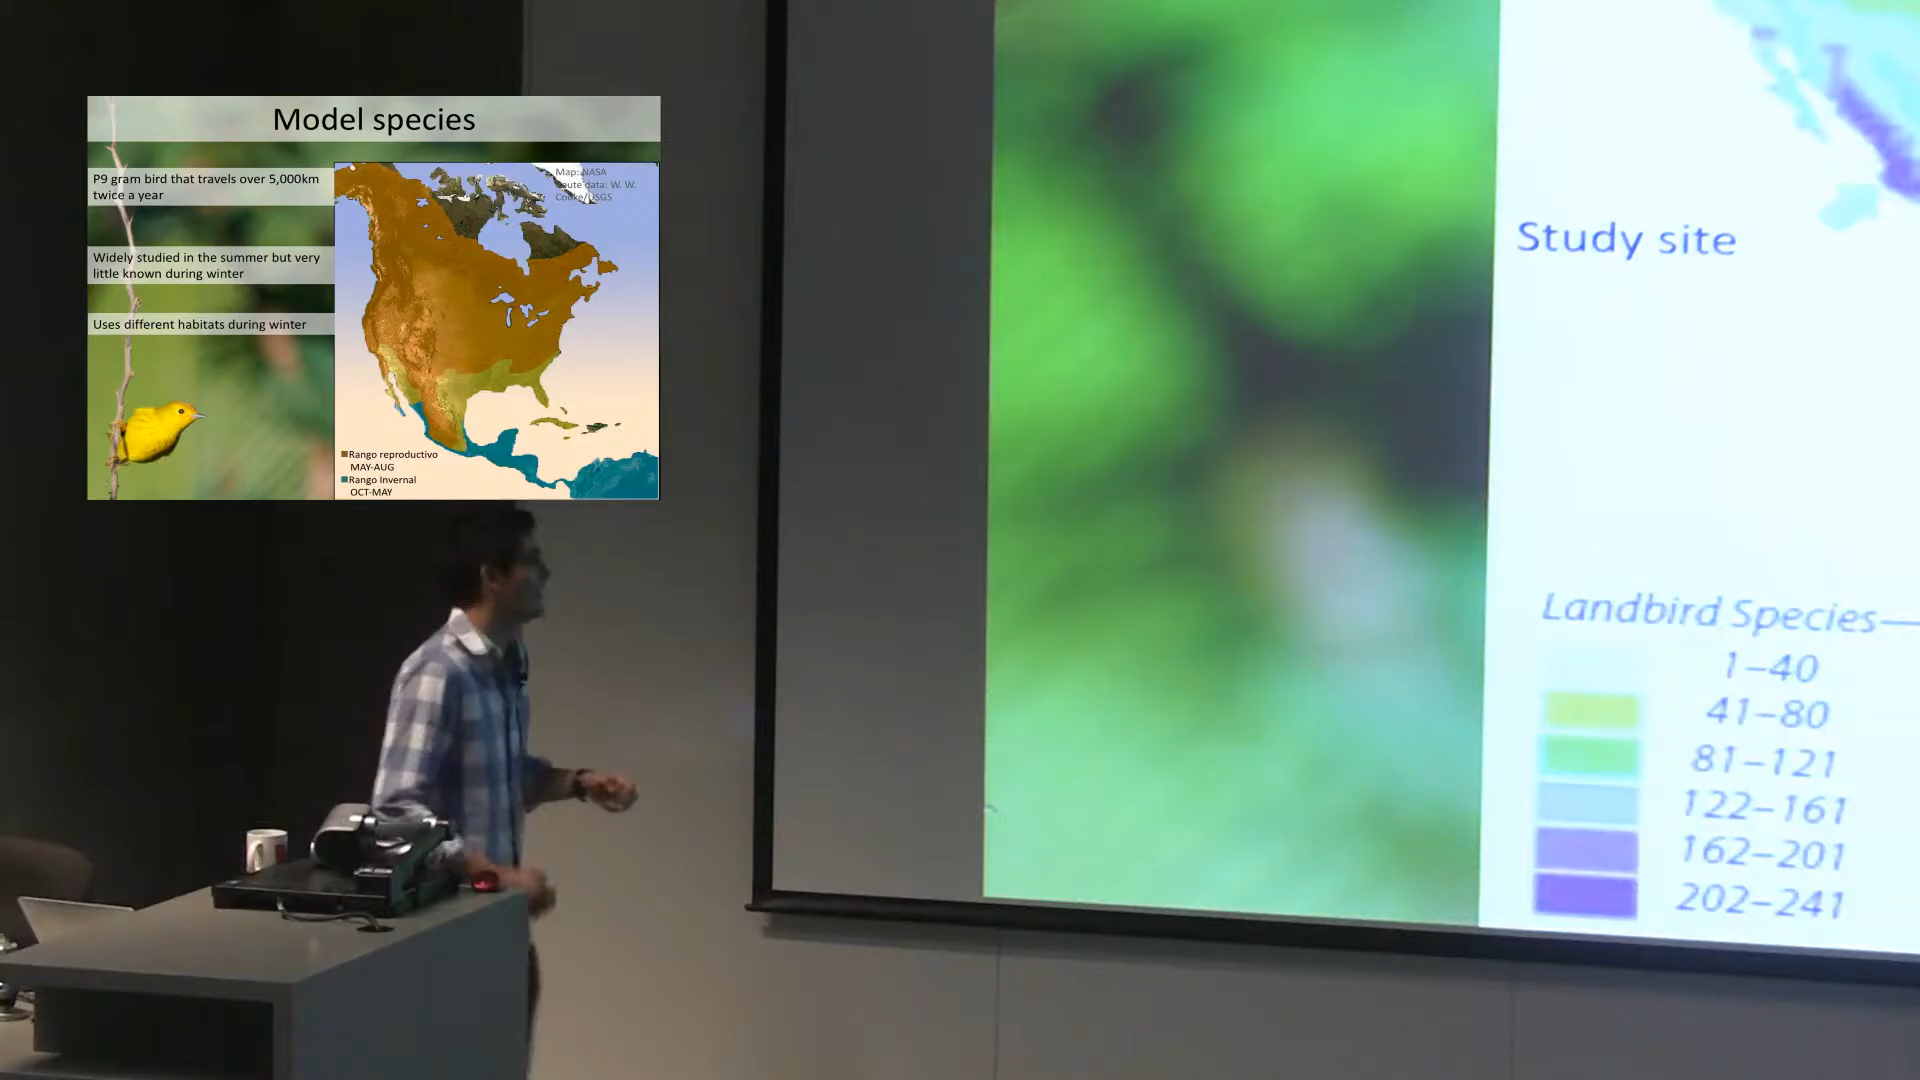 Model species
P9 gram bird that travels over 5,000km
twice a year
Widely studied in the summer but very
little known during winter
Uses different habitats during winter
Map: NASA
Route data: W. W.
Cooke/USGS
Rango reproductivo
MAY-AUG
Rango Invernal
OCT-MAY
Study site
Landbird Species—
1–40
41–80
81–121
122–161
162–201
202–241